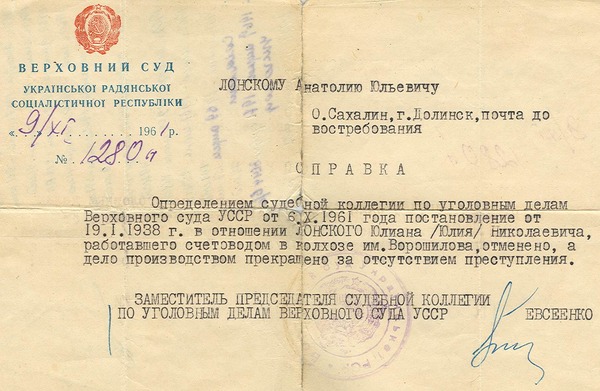 ВЕРХОВНИЙ СУД
УКРАЇНСЬКОЇ РАДЯНСЬКОЇ
СОЦІАЛІСТИЧНОЇ РЕСПУБЛІКИ
«9/XI» 1961р.
№ 1280
ЛОНСКОМУ Анатолию Юльевичу
О.Сахалин, г.Долинск, почта до
востребования
СПРАВКА
Определением судебной коллегии по уголовным делам
Верховного суда УССР от 6.X.1961 года постановление от
19.I.1938 г. в отношении ЛОНСКОГО Юлиана /Юлия/ Николаевича,
работавшего счетоводом в колхозе им.Ворошилова, отменено, а
дело производством прекращено за отсутствием преступления.
ЗАМЕСТИТЕЛЬ ПРЕДСЕДАТЕЛЯ СУДЕБНОЙ КОЛЛЕГИИ
ПО УГОЛОВНЫМ ДЕЛАМ ВЕРХОВНОГО СУДА УССР ЕВСЕЕНКО